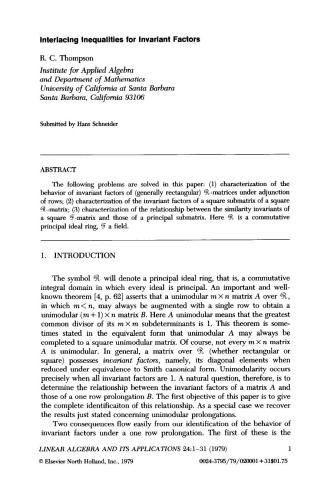 Interlacing Inequalities for Invariant Factors
R. C. Thompson
Institute for Applied Algebra
and Department of Mathematics
University of California at Santa Barbara
Santa Barbara, California 93106
Submitted by Hans Schneider
ABSTRACT
The following problems are solved in this paper: (1) characterization of the
behavior of invariant factors of (generally rectangular) ℛ-matrices under adjunction
of rows; (2) characterization of the invariant factors of a square submatrix of a square
ℛ-matrix; (3) characterization of the relationship between the similarity invariants of
a square ℱ-matrix and those of a principal submatrix. Here ℛ is a commutative
principal ideal ring, ℱ a field.
1. INTRODUCTION
The symbol ℛ will denote a principal ideal ring, that is, a commutative
integral domain in which every ideal is principal. An important and well-
known theorem [4, p. 62] asserts that a unimodular m × n matrix A over ℛ,
in which m<n, may always be augmented with a single row to obtain a
unimodular (m+1) × n matrix B. Here A unimodular means that the greatest
common divisor of its m × m subdeterminants is 1. This theorem is some-
times stated in the equivalent form that unimodular A may always be
completed to a square unimodular matrix. Of course, not every m × n matrix
A is unimodular. In general, a matrix over ℛ (whether rectangular or
square) possesses invariant factors, namely, its diagonal elements when
reduced under equivalence to Smith canonical form. Unimodularity occurs
precisely when all invariant factors are 1. A natural question, therefore, is to
determine the relationship between the invariant factors of a matrix A and
those of a one row prolongation B. The first objective of this paper is to give
the complete identificaiton of this relationship. As a special case we recover
the results just stated concerning unimodular prolongations.
Two consequences flow easily from our identification of the behavior of
invariant factors under a one row prolongation. The first of these is the
LINEAR ALGEBRA AND ITS APPLICATIONS 24:1–31 (1979) 1
© Elsevier North Holland, Inc., 1979 0024-3795/79/020001+31$01.75